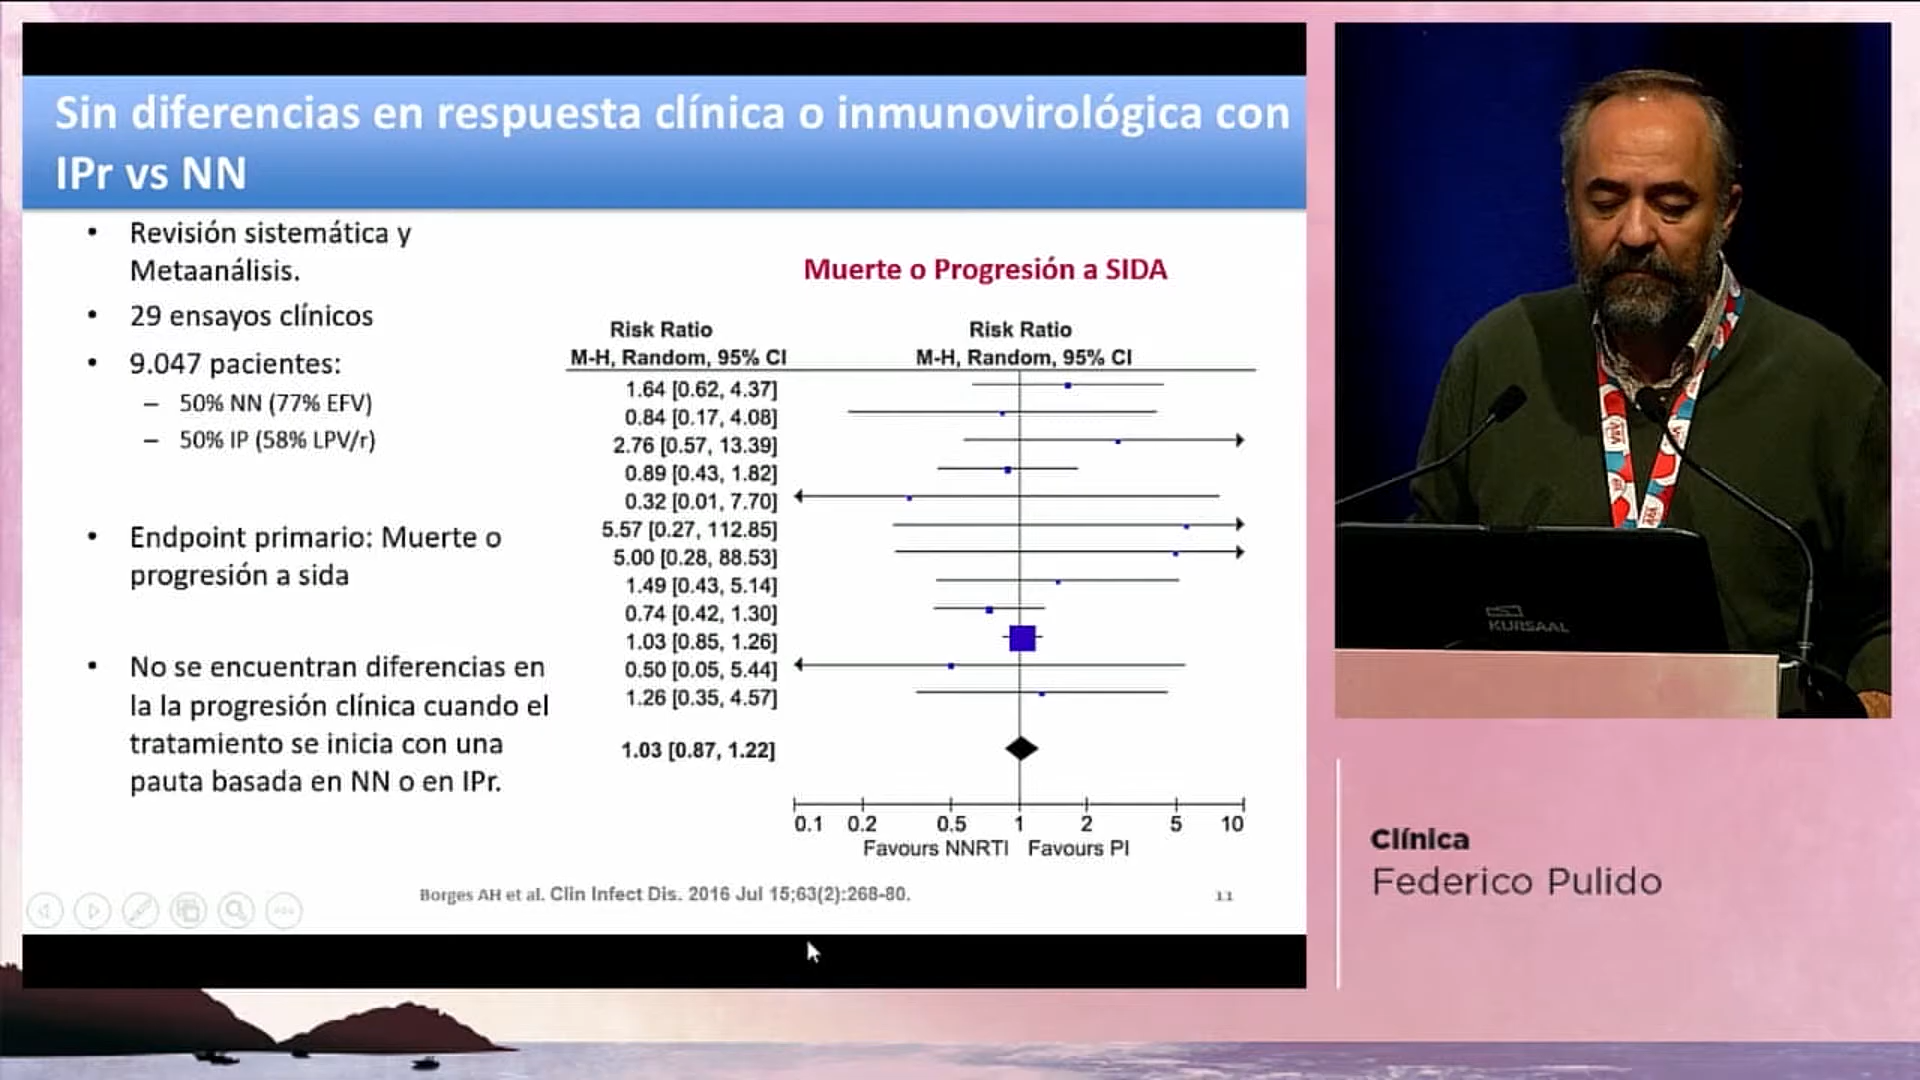 Sin diferencias en respuesta clínica o inmunovirológica con
IPr vs NN
• Revisión sistemática y
Metaanálisis.
• 29 ensayos clínicos
• 9.047 pacientes:
– 50% NN (77% EFV)
– 50% IP (58% LPV/r)
• Endpoint primario: Muerte o
progresión a sida
• No se encuentran diferencias en
la la progresión clínica cuando el
tratamiento se inicia con una
pauta basada en NN o en IPr.
Muerte o Progresión a SIDA
Risk Ratio
M-H, Random, 95% CI
1.64 [0.62, 4.37]
0.84 [0.17, 4.08]
2.76 [0.57, 13.39]
0.89 [0.43, 1.82]
0.32 [0.01, 7.70]
5.57 [0.27, 112.85]
5.00 [0.28, 88.53]
1.49 [0.43, 5.14]
0.74 [0.42, 1.30]
1.03 [0.85, 1.26]
0.50 [0.05, 5.44]
1.26 [0.35, 4.57]
1.03 [0.87, 1.22]
Risk Ratio
M-H, Random, 95% CI
0.1 0.2 0.5 1 2 5 10
Favours NNRTI Favours PI
Borges AH et al. Clin Infect Dis. 2016 Jul 15;63(2):268-80.
11
KURSAAL
Clínica
Federico Pulido